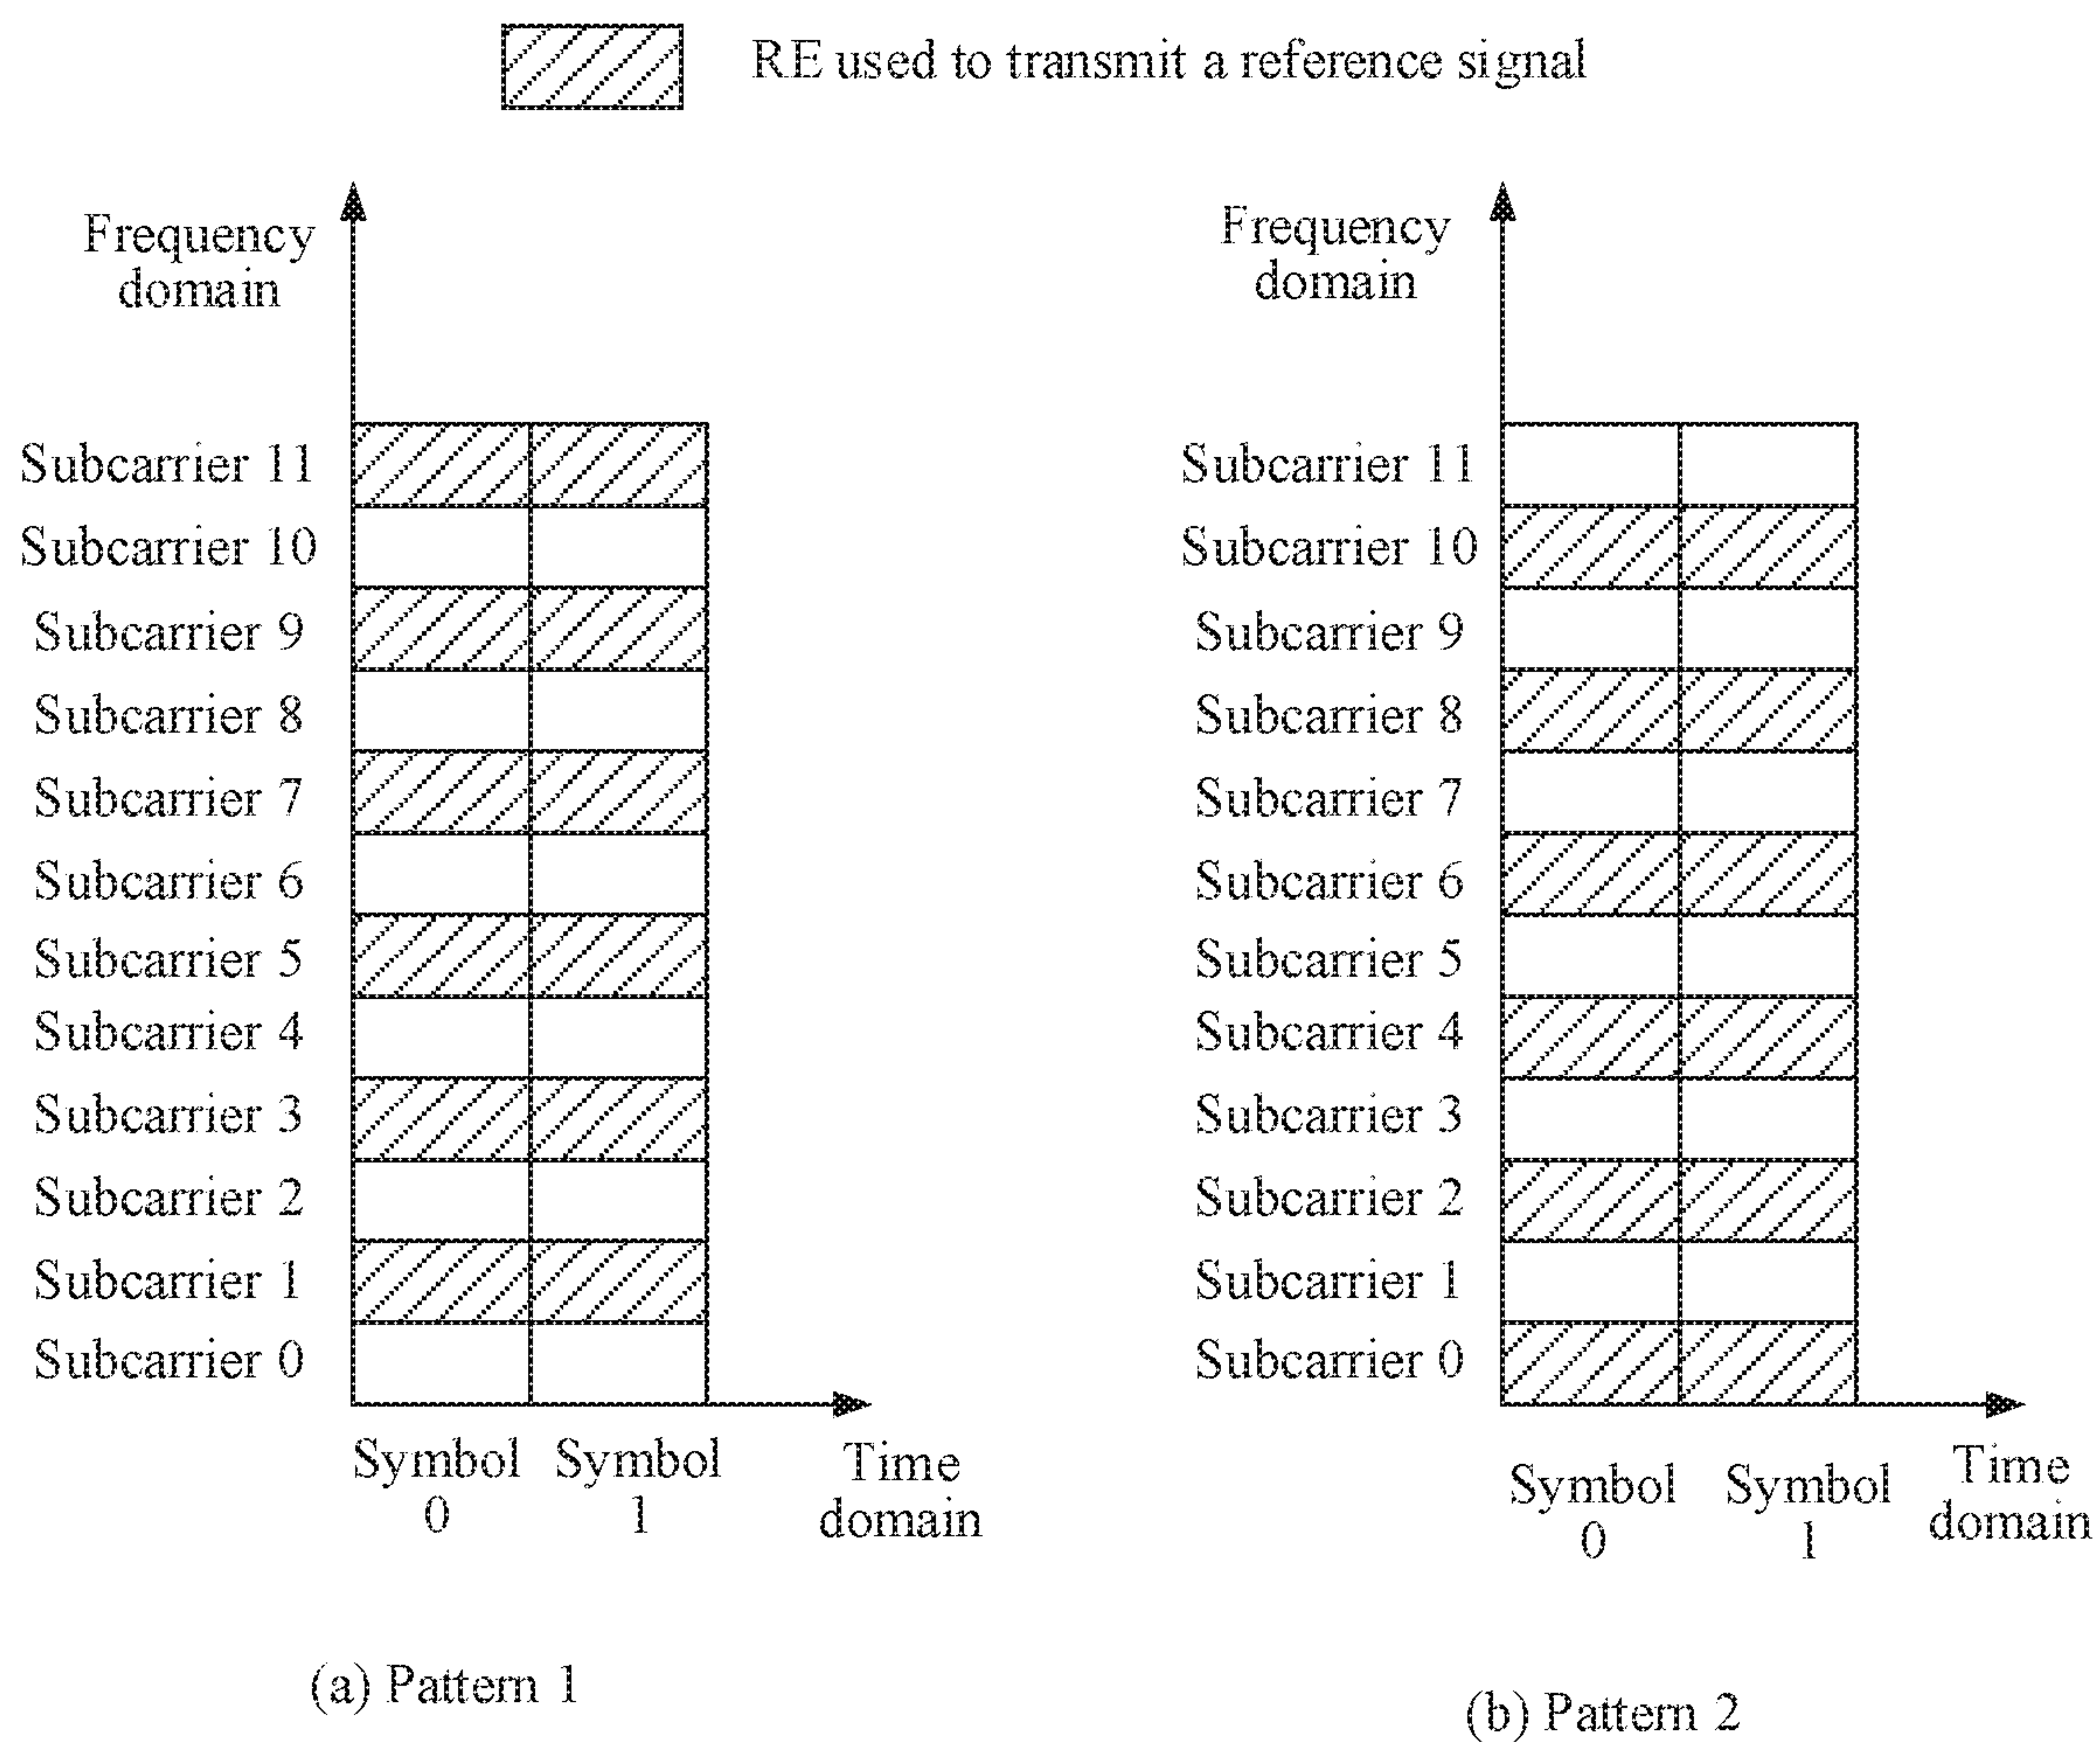 RE used to transmit a reference signal
Frequency
domain
Subcarrier 11
Subcarrier 10
Subcarrier 9
Subcarrier 8
Subcarrier 7
Subcarrier 6
Subcarrier 5
Subcarrier 4
Subcarrier 3
Subcarrier 2
Subcarrier 1
Subcarrier 0
Symbol
0
Symbol
1
Time
domain
(a) Pattern 1
Frequency
domain
Subcarrier 11
Subcarrier 10
Subcarrier 9
Subcarrier 8
Subcarrier 7
Subcarrier 6
Subcarrier 5
Subcarrier 4
Subcarrier 3
Subcarrier 2
Subcarrier 1
Subcarrier 0
Symbol
0
Symbol
1
Time
domain
(b) Pattern 2